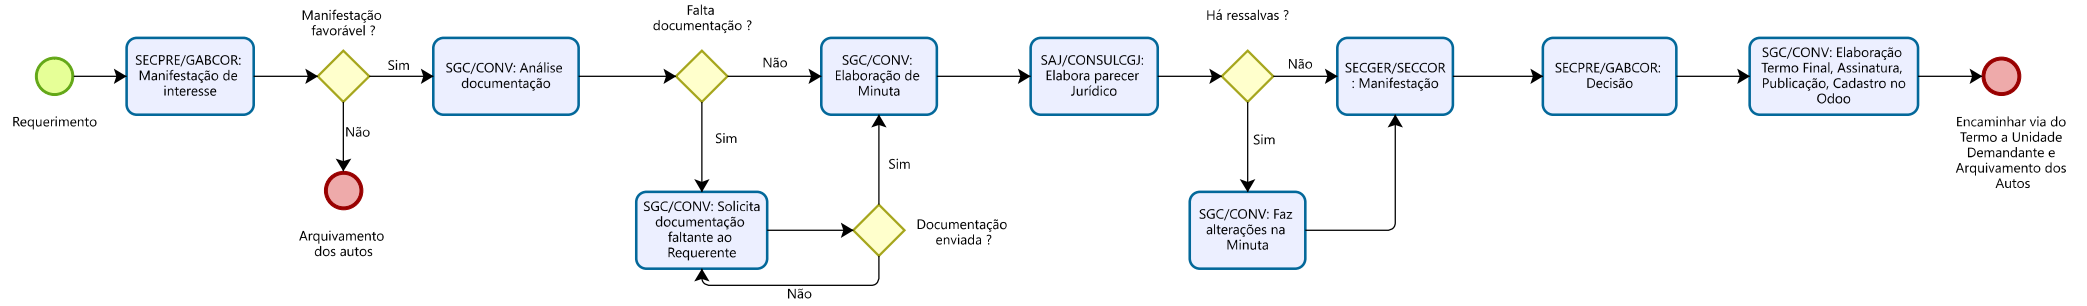 Requerimento
SECPRE/GABCOR:
Manifestação de
interesse
Manifestação
favorável ?
Sim
Não
Arquivamento
dos autos
SGC/CONV: Análise
documentação
Falta
documentação ?
Não
Sim
SGC/CONV: Solicita
documentação
faltante ao
Requerente
Documentação
enviada ?
Sim
Não
SGC/CONV:
Elaboração de
Minuta
SAJ/CONSULCGJ:
Elabora parecer
Jurídico
Há ressalvas ?
Não
Sim
SGC/CONV: Faz
alterações na
Minuta
SECGER/SECCOR
: Manifestação
SECPRE/GABCOR:
Decisão
SGC/CONV: Elaboração
Termo Final, Assinatura,
Publicação, Cadastro no
Odoo
Encaminhar via do
Termo a Unidade
Demandante e
Arquivamento dos
Autos